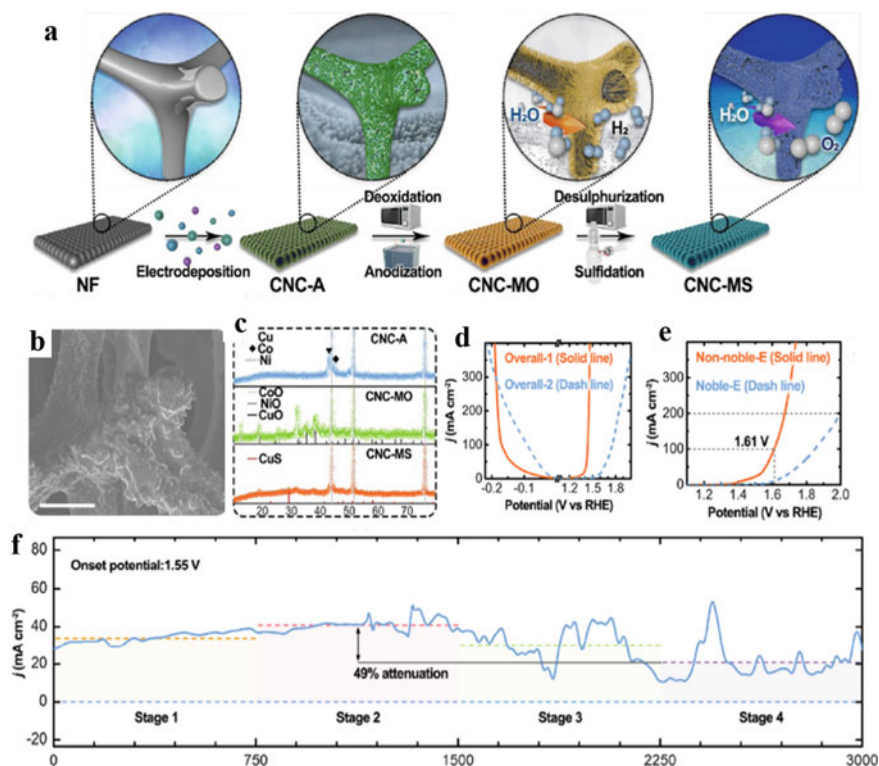 a
H₂O
H₂
H₂O
O₂
Deoxidation
Desulphurization
NF
Electrodeposition
CNC-A
Anodization
CNC-MO
Sulfidation
CNC-MS
b
c
Cu
Co
Ni
CNC-A
CoO
NiO
CuO
CNC-MO
CuS
CNC-MS
20 30 40 50 60 70
d
Overall-1 (Solid line)
Overall-2 (Dash line)
j (mA cm⁻²)
300
200
100
0
-0.2 -0.1 1.2 1.5 1.8
Potential (V vs RHE)
e
Non-noble-E (Solid line)
Noble-E (Dash line)
j (mA cm⁻²)
300
200
100
0
1.61 V
1.2 1.4 1.6 1.8 2.0
Potential (V vs RHE)
f
j (mA cm⁻²)
80
60
40
20
0
-20
Onset potential:1.55 V
49% attenuation
Stage 1 Stage 2 Stage 3 Stage 4
0 750 1500 2250 3000